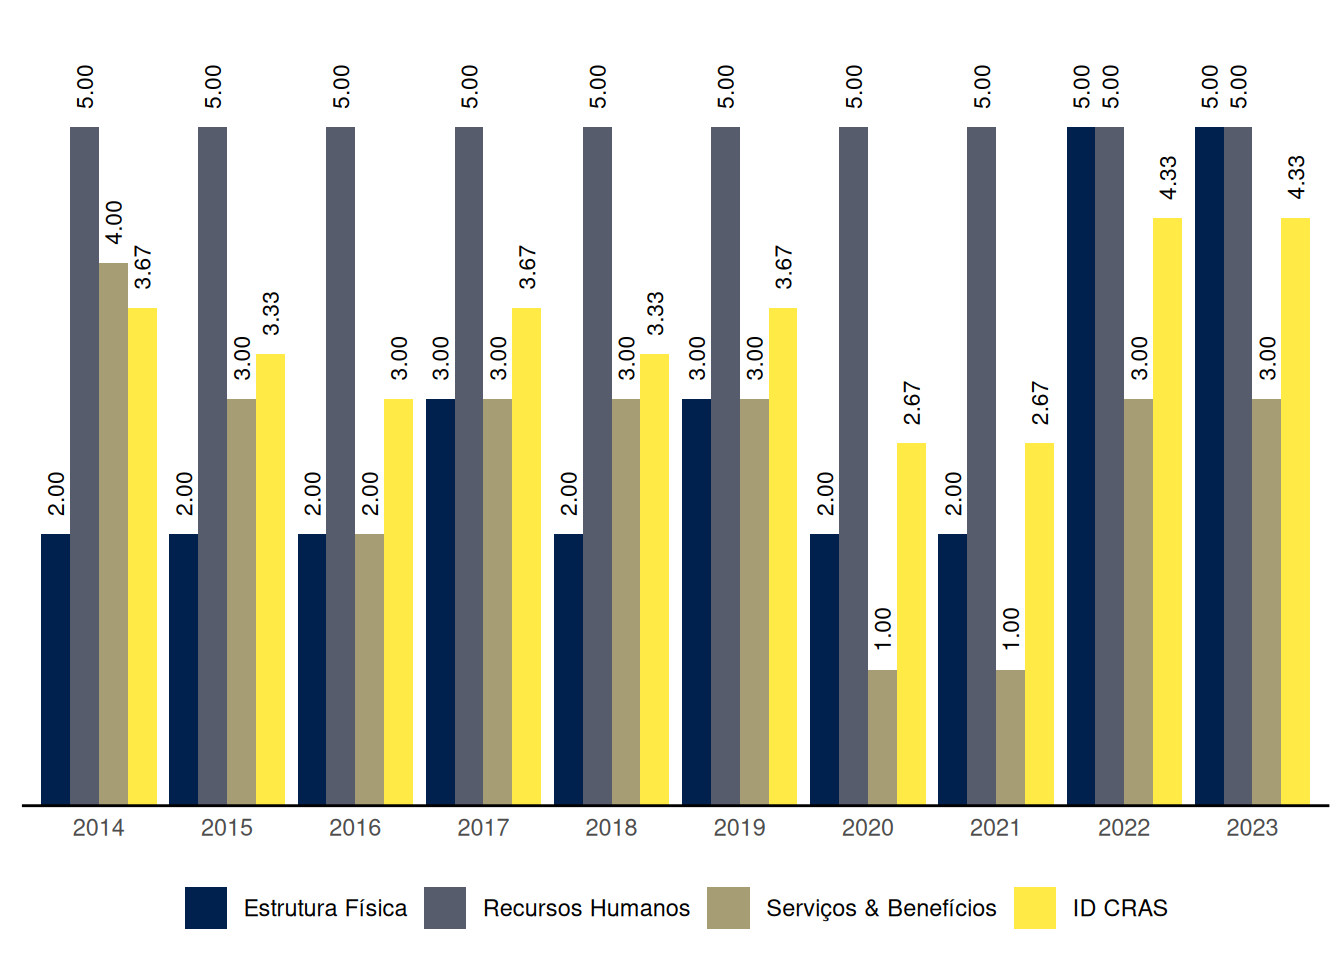 5.00 5.00 5.00 5.00 5.00 5.00 5.00 5.00 5.00 5.00 5.00 5.00
4.33 4.33
4.00
3.67 3.67 3.67
3.33 3.33
3.00 3.00 3.00 3.00 3.00 3.00 3.00 3.00 3.00
2.67 2.67
2.00 2.00 2.00 2.00 2.00 2.00 2.00
1.00 1.00
2014 2015 2016 2017 2018 2019 2020 2021 2022 2023
Estrutura Física Recursos Humanos Serviços & Benefícios ID CRAS